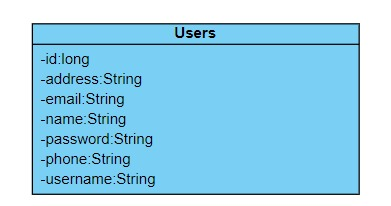 Users
-id:long
-address:String
-email:String
-name:String
-password:String
-phone:String
-username:String